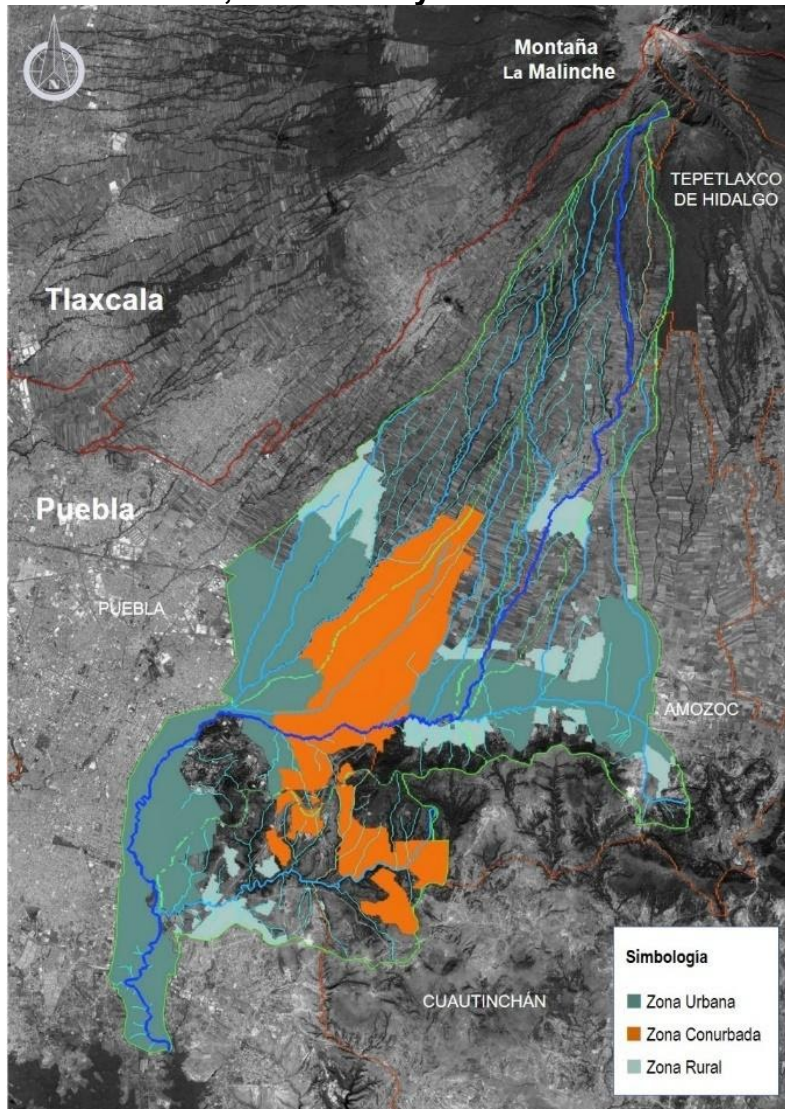 Montaña
La Malinche
TEPETLAXCO
DE HIDALGO
Tlaxcala
Puebla
PUEBLA
AMOZOC
CUAUTINCHÁN
Simbología
Zona Urbana
Zona Conurbada
Zona Rural